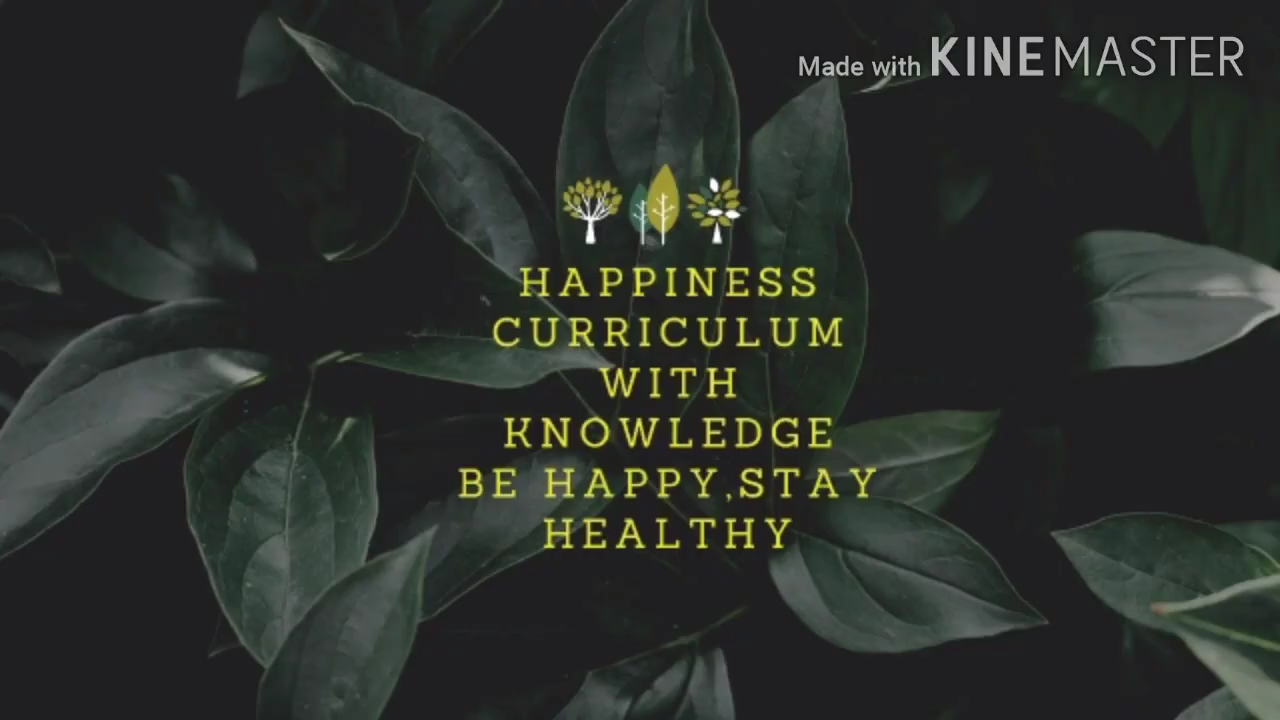 Made with KINEMASTER
HAPPINESS
CURRICULUM
WITH
KNOWLEDGE
BE HAPPY,STAY
HEALTHY